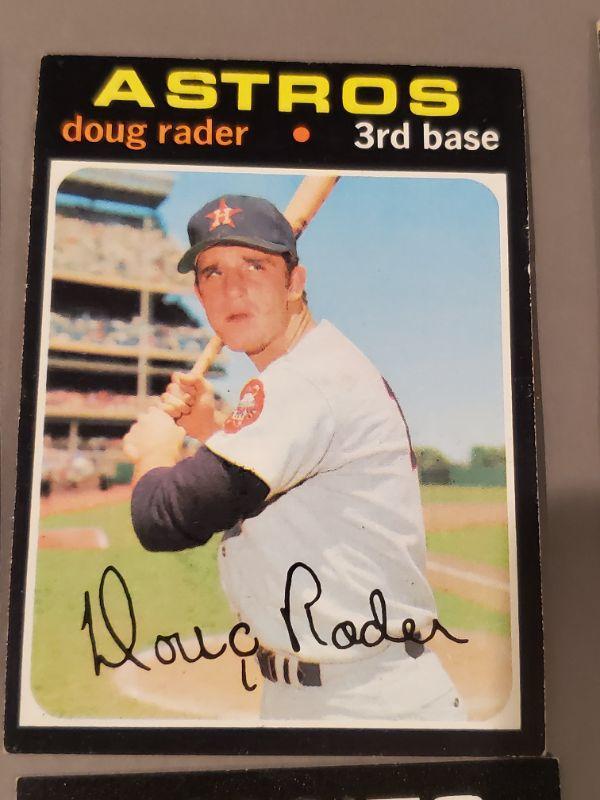 ASTROS
doug rader • 3rd base
H
Doug Rader